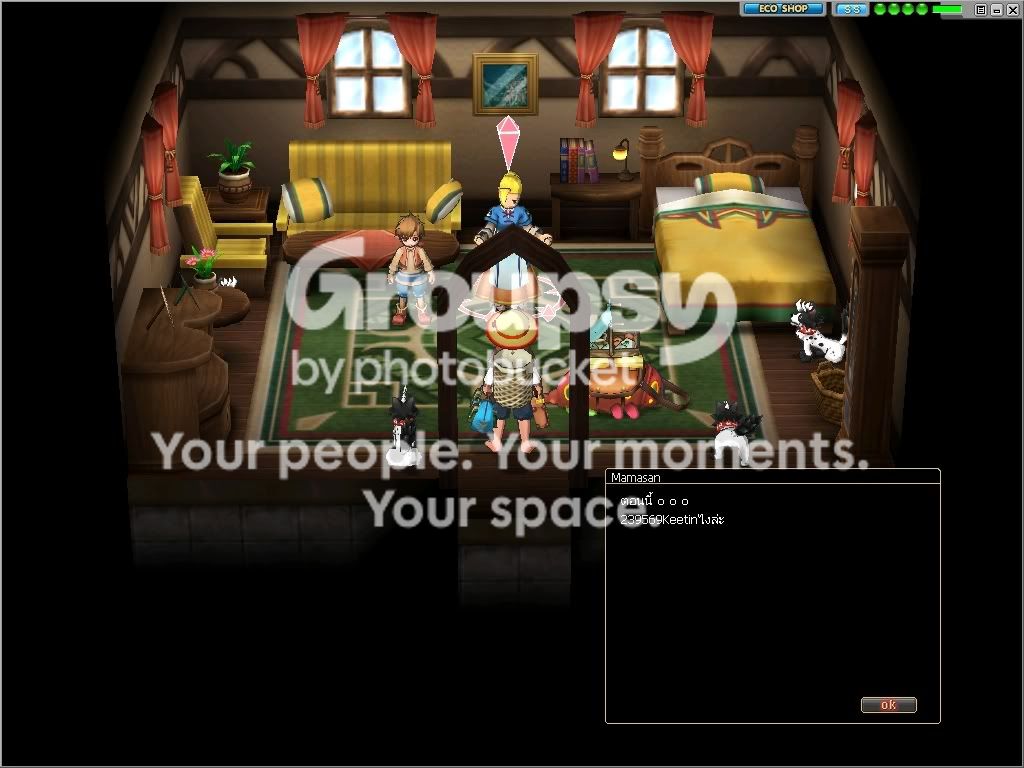 ECO SHOP
SS
Groupsy
by photobucket
Your people. Your moments.
Your space.
Mamasan
ตอนนี้ ๐ ๐ ๐
239569Keetinไงล่ะ
ok